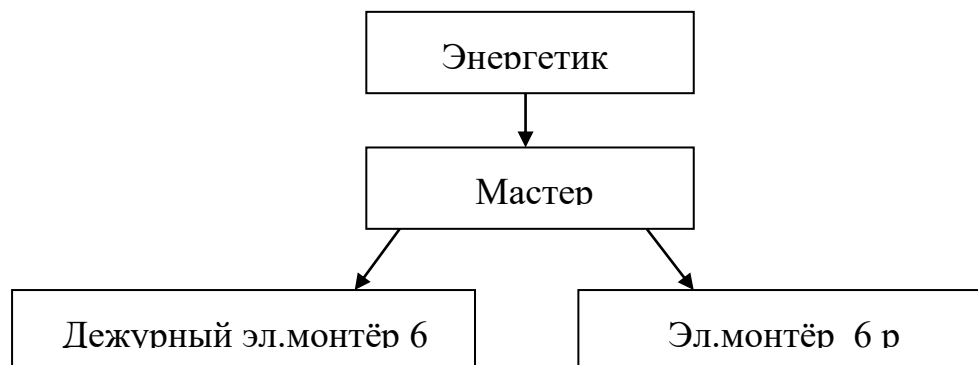 Энергетик
Мастер
Дежурный эл.монтёр 6
Эл.монтёр 6 р